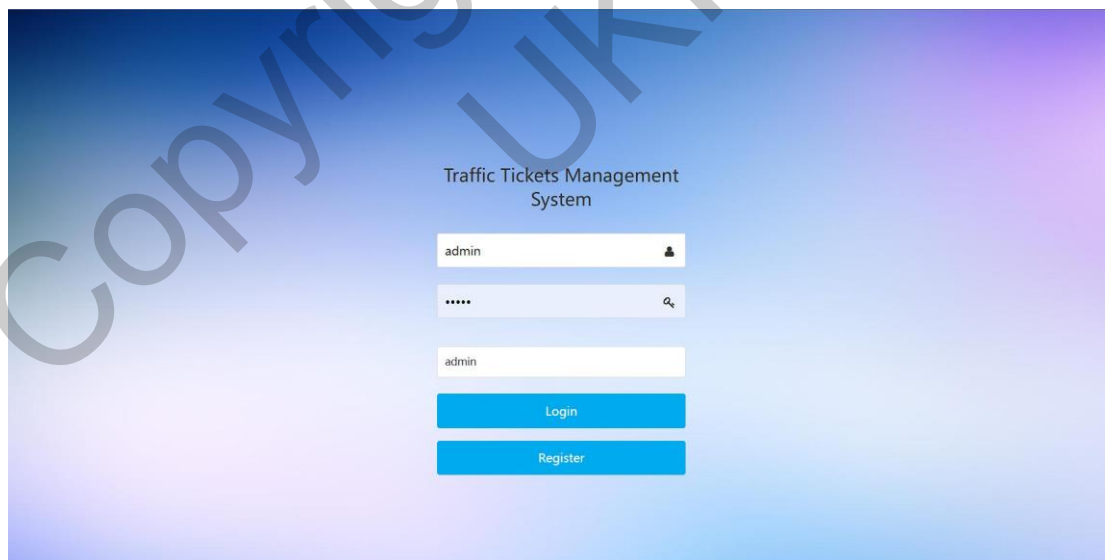 Traffic Tickets Management
System
admin
•••••
admin
Login
Register